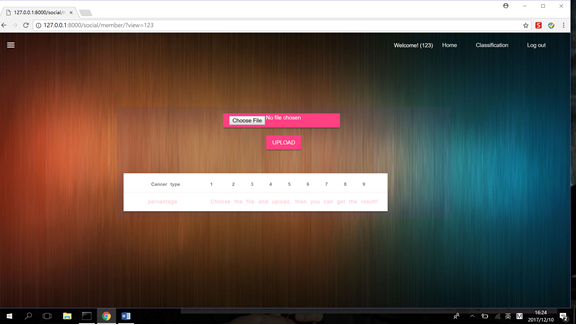 127.0.0.1:8000/social/m
127.0.0.1:8000/social/member/?view=123
Welcome! (123) Home Classification Log out
Choose File No file chosen
UPLOAD
Cancer type 1 2 3 4 5 6 7 8 9
percentage Choose the file and upload, then you can get the result
16:24
英 M
2017/12/10